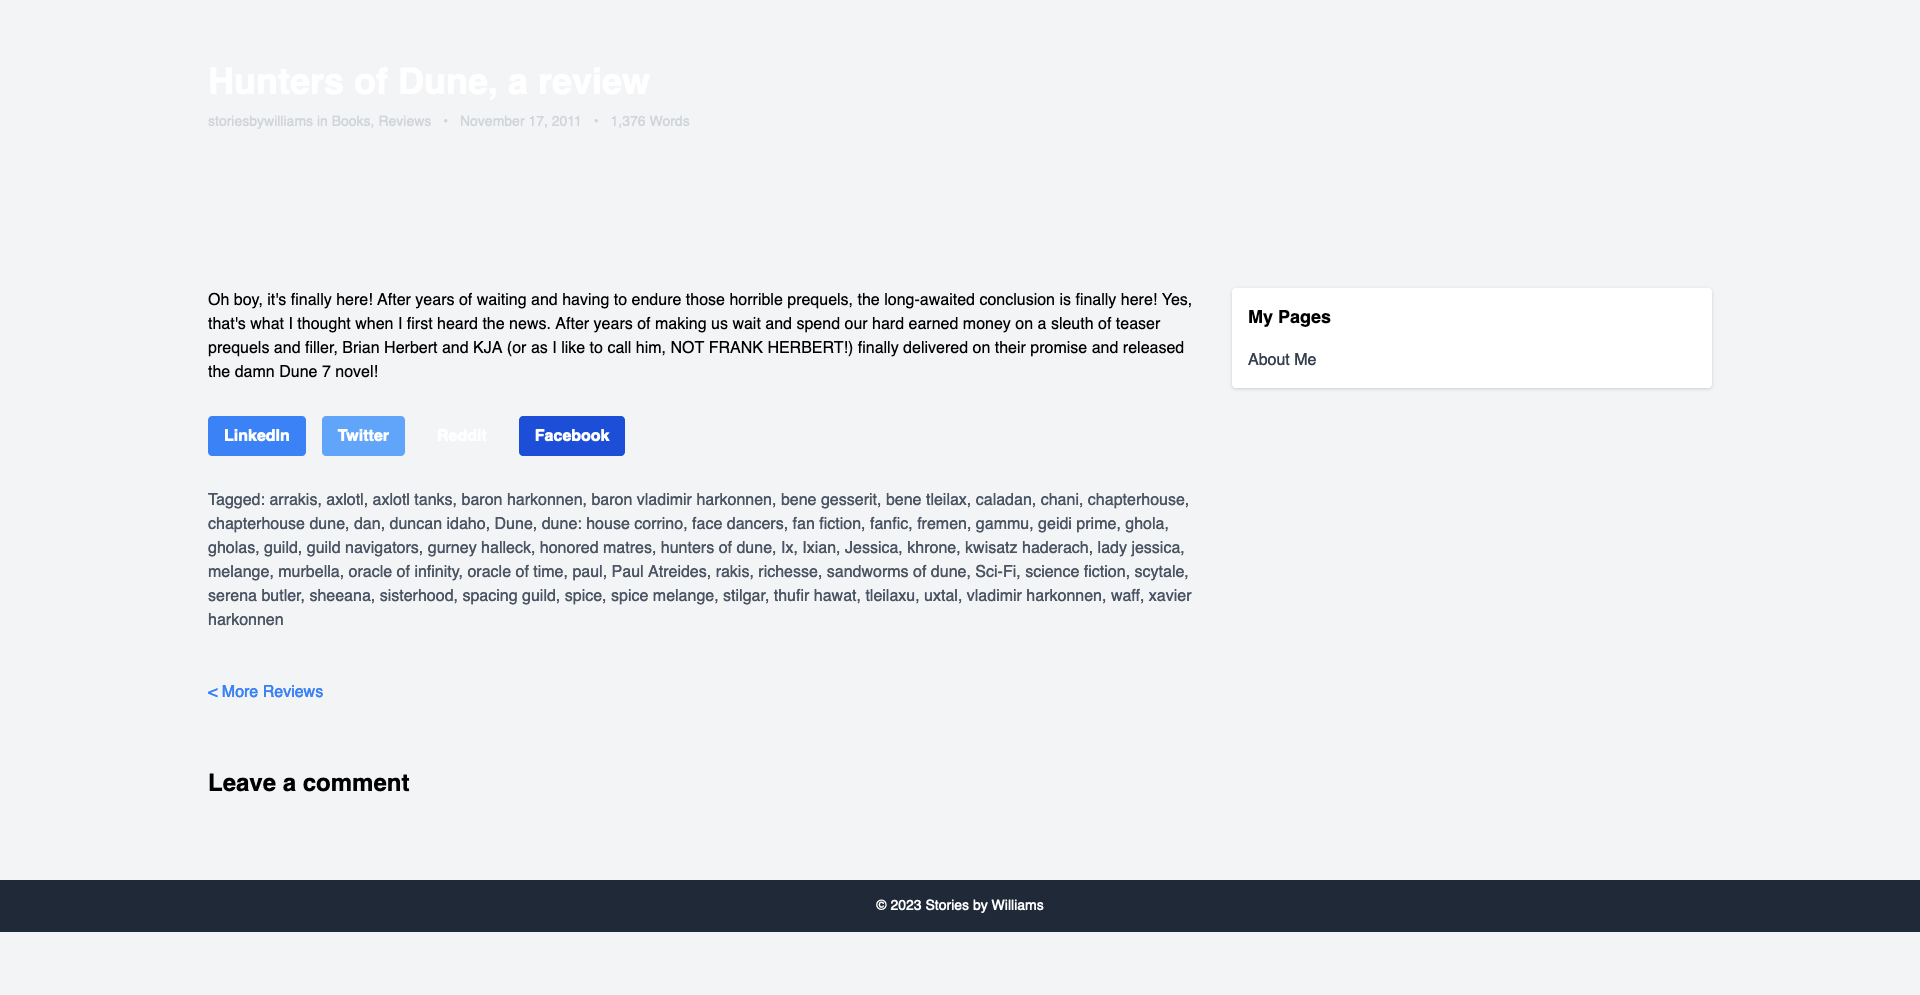 Hunters of Dune, a review
storiesbywilliams in Books, Reviews • November 17, 2011 • 1,376 Words
Oh boy, it's finally here! After years of waiting and having to endure those horrible prequels, the long-awaited conclusion is finally here! Yes,
that's what I thought when I first heard the news. After years of making us wait and spend our hard earned money on a sleuth of teaser
prequels and filler, Brian Herbert and KJA (or as I like to call him, NOT FRANK HERBERT!) finally delivered on their promise and released
the damn Dune 7 novel!
LinkedIn Twitter Reddit Facebook
Tagged: arrakis, axlotl, axlotl tanks, baron harkonnen, baron vladimir harkonnen, bene gesserit, bene tleilax, caladan, chani, chapterhouse,
chapterhouse dune, dan, duncan idaho, Dune, dune: house corrino, face dancers, fan fiction, fanfic, fremen, gammu, geidi prime, ghola,
gholas, guild, guild navigators, gurney halleck, honored matres, hunters of dune, Ix, Ixian, Jessica, khrone, kwisatz haderach, lady jessica,
melange, murbella, oracle of infinity, oracle of time, paul, Paul Atreides, rakis, richesse, sandworms of dune, Sci-Fi, science fiction, scytale,
serena butler, sheeana, sisterhood, spacing guild, spice, spice melange, stilgar, thufir hawat, tleilaxu, uxtal, vladimir harkonnen, waff, xavier
harkonnen
< More Reviews
Leave a comment
My Pages
About Me
© 2023 Stories by Williams